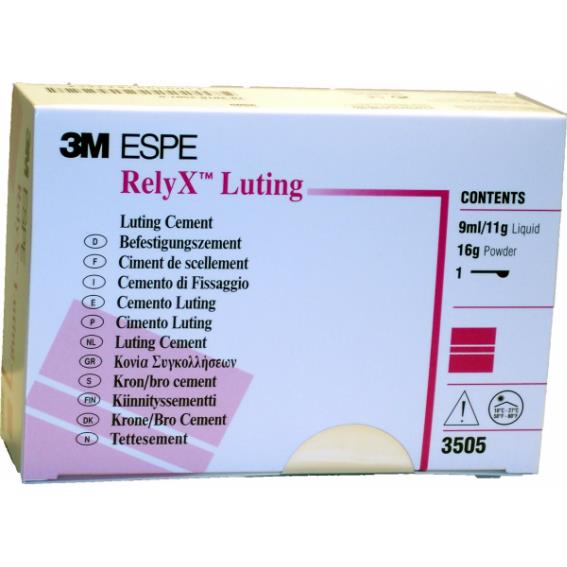 3M ESPE
RelyX™ Luting
Luting Cement
D Befestigungszement
F Ciment de scellement
I Cemento di Fissaggio
E Cemento Luting
P Cimento Luting
NL Luting Cement
GR Κονία Συγκολλήσεων
S Kron/bro cement
FIN Kiinnityssementti
DK Krone/Bro Cement
N Tettesement
CONTENTS
9ml/11g Liquid
16g Powder
1
3505